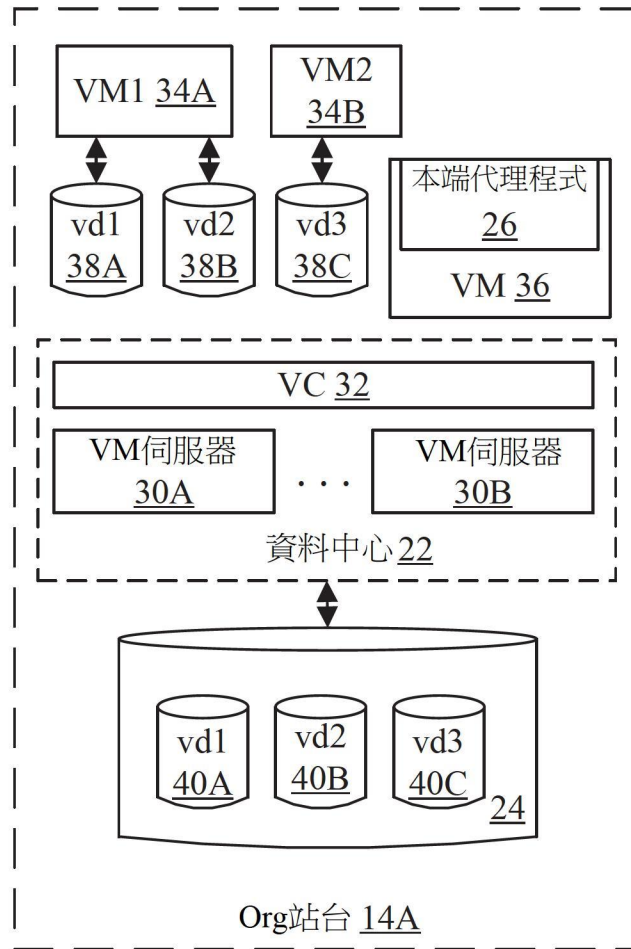 VM1 34A
VM2
34B
vd1
38A
vd2
38B
vd3
38C
本端代理程式
26
VM 36
VC 32
VM伺服器
30A
. . .
VM伺服器
30B
資料中心 22
vd1
40A
vd2
40B
vd3
40C
24
Org站台 14A